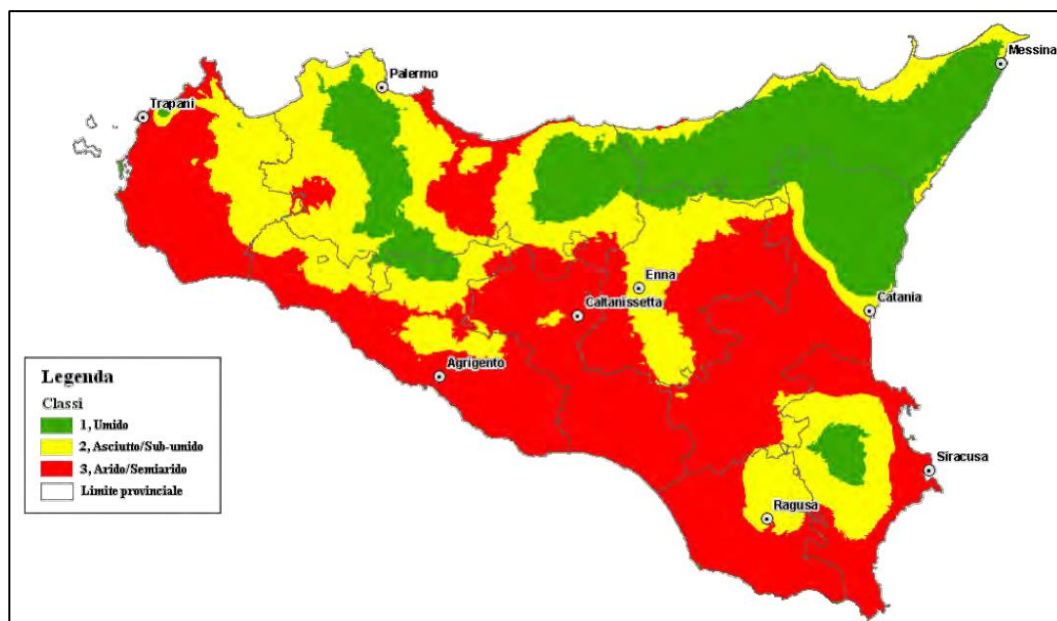 Messina
Palermo
Trapani
Enna
Caltanissetta
Catania
Agrigento
Siracusa
Ragusa
Legenda
Classi
1, Umido
2, Asciutto/Sub-umido
3, Arido/Semiarido
Limite provinciale